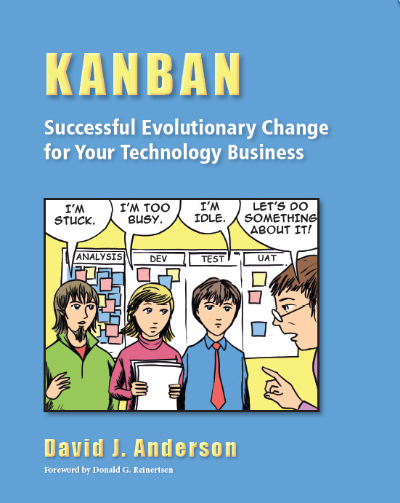 KANBAN
Successful Evolutionary Change
for Your Technology Business
I'M
STUCK.
I'M TOO
BUSY.
I'M
IDLE.
LET'S DO
SOMETHING
ABOUT IT!
ANALYSIS
DEV
TEST
UAT
David J. Anderson
Foreword by Donald G. Reinertsen